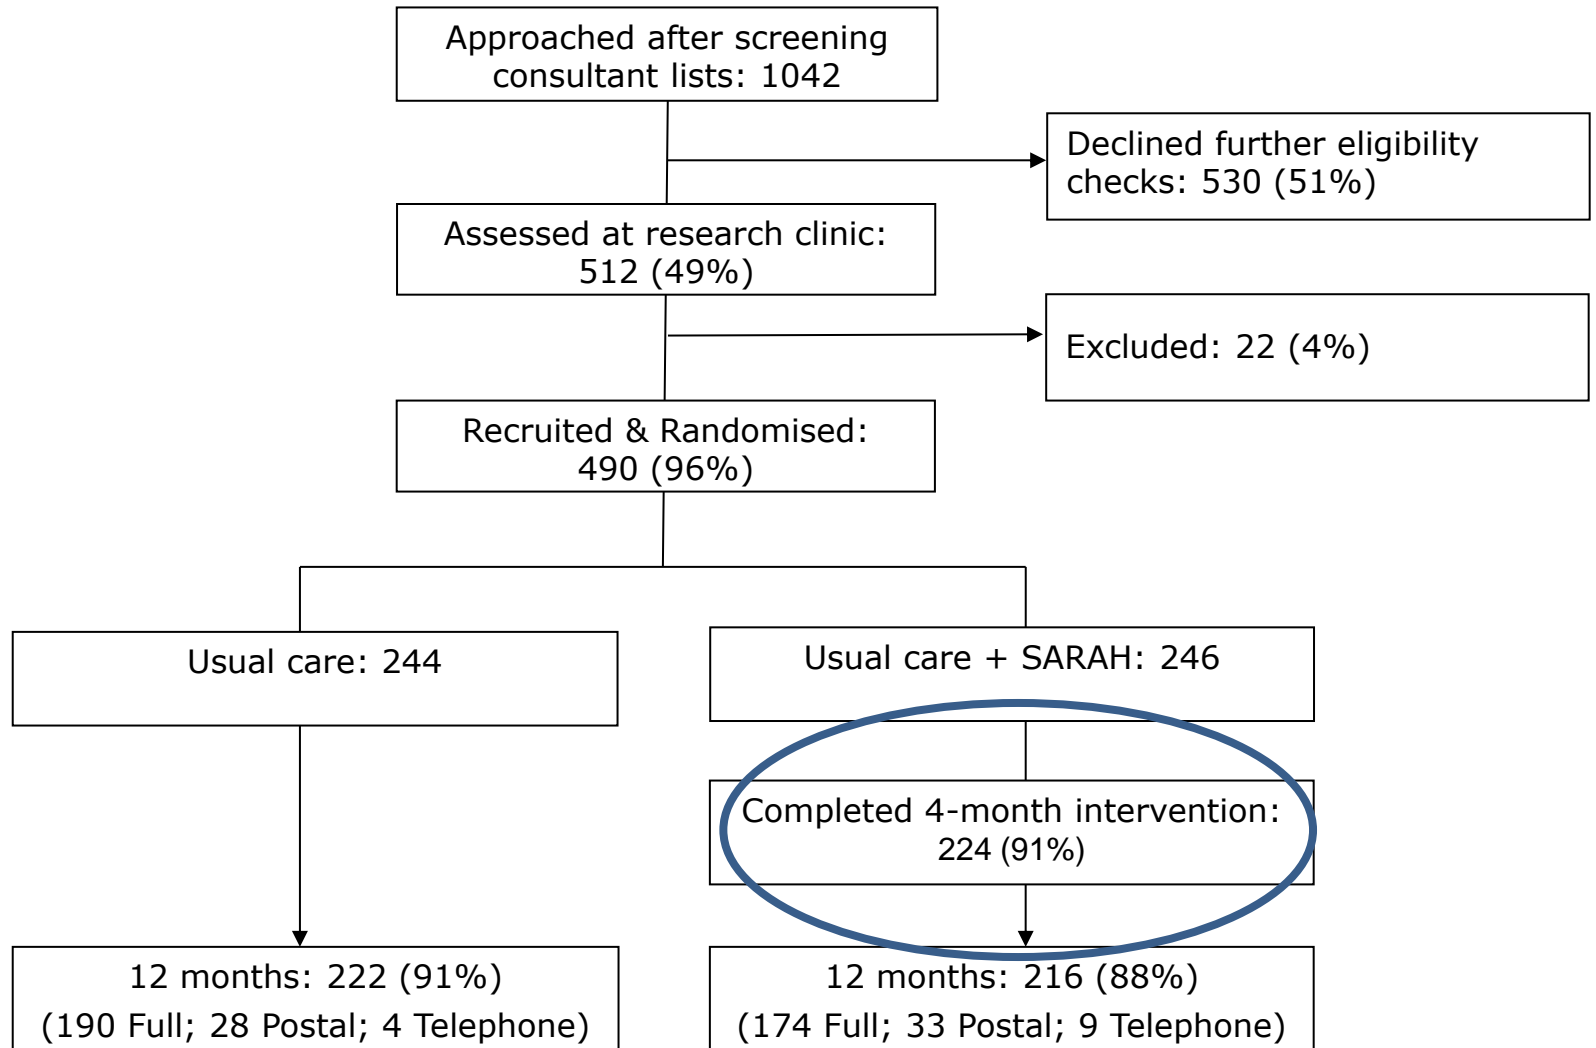 Approached after screening
consultant lists: 1042
Declined further eligibility
checks: 530 (51%)
Assessed at research clinic:
512 (49%)
Excluded: 22 (4%)
Recruited & Randomised:
490 (96%)
Usual care: 244
Usual care + SARAH: 246
Completed 4-month intervention:
224 (91%)
12 months: 222 (91%)
(190 Full; 28 Postal; 4 Telephone)
12 months: 216 (88%)
(174 Full; 33 Postal; 9 Telephone)